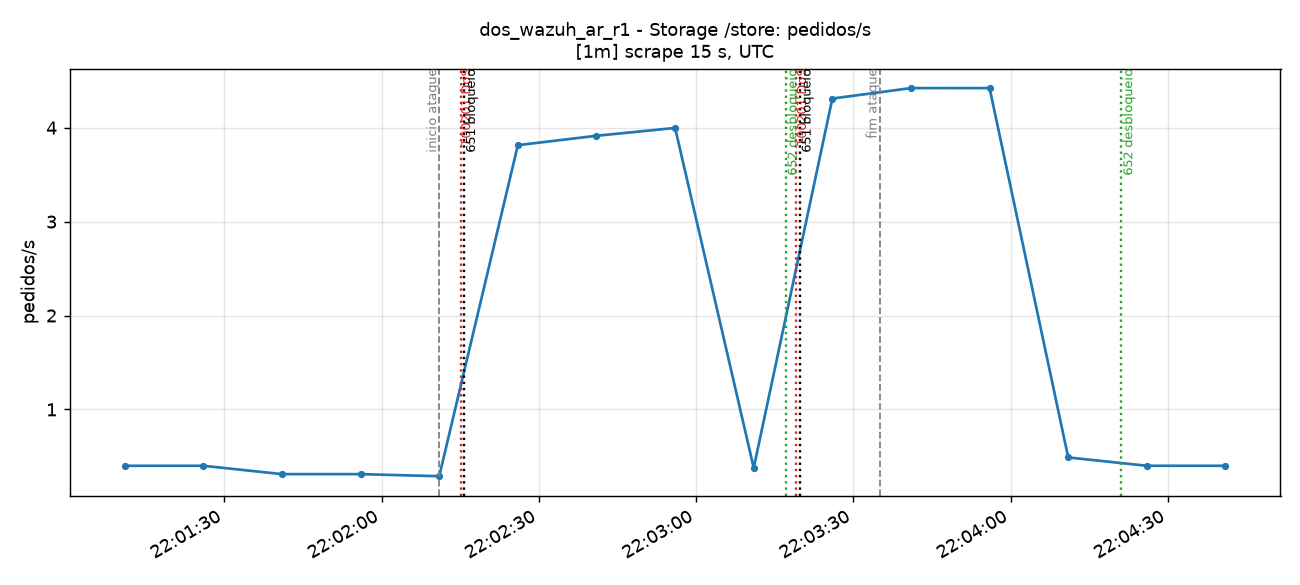 dos_wazuh_ar_r1 - Storage /store: pedidos/s
[1m] scrape 15 s, UTC
pedidos/s
4
3
2
1
inicio ataque
651 bloqueio
652 desbloqueio
651 bloqueio
fim ataque
652 desbloqueio
22:01:30
22:02:00
22:02:30
22:03:00
22:03:30
22:04:00
22:04:30